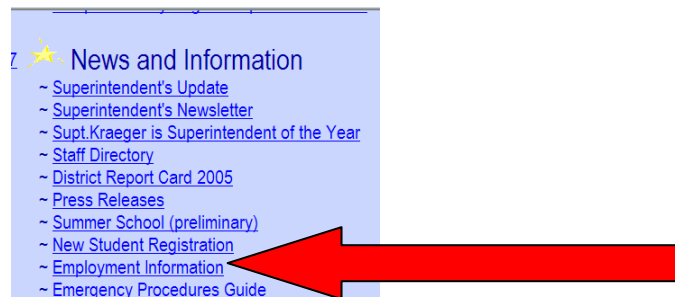 7 News and Information
~ Superintendent's Update
~ Superintendent's Newsletter
~ Supt.Kraeger is Superintendent of the Year
~ Staff Directory
~ District Report Card 2005
~ Press Releases
~ Summer School (preliminary)
~ New Student Registration
~ Employment Information
~ Emergency Procedures Guide